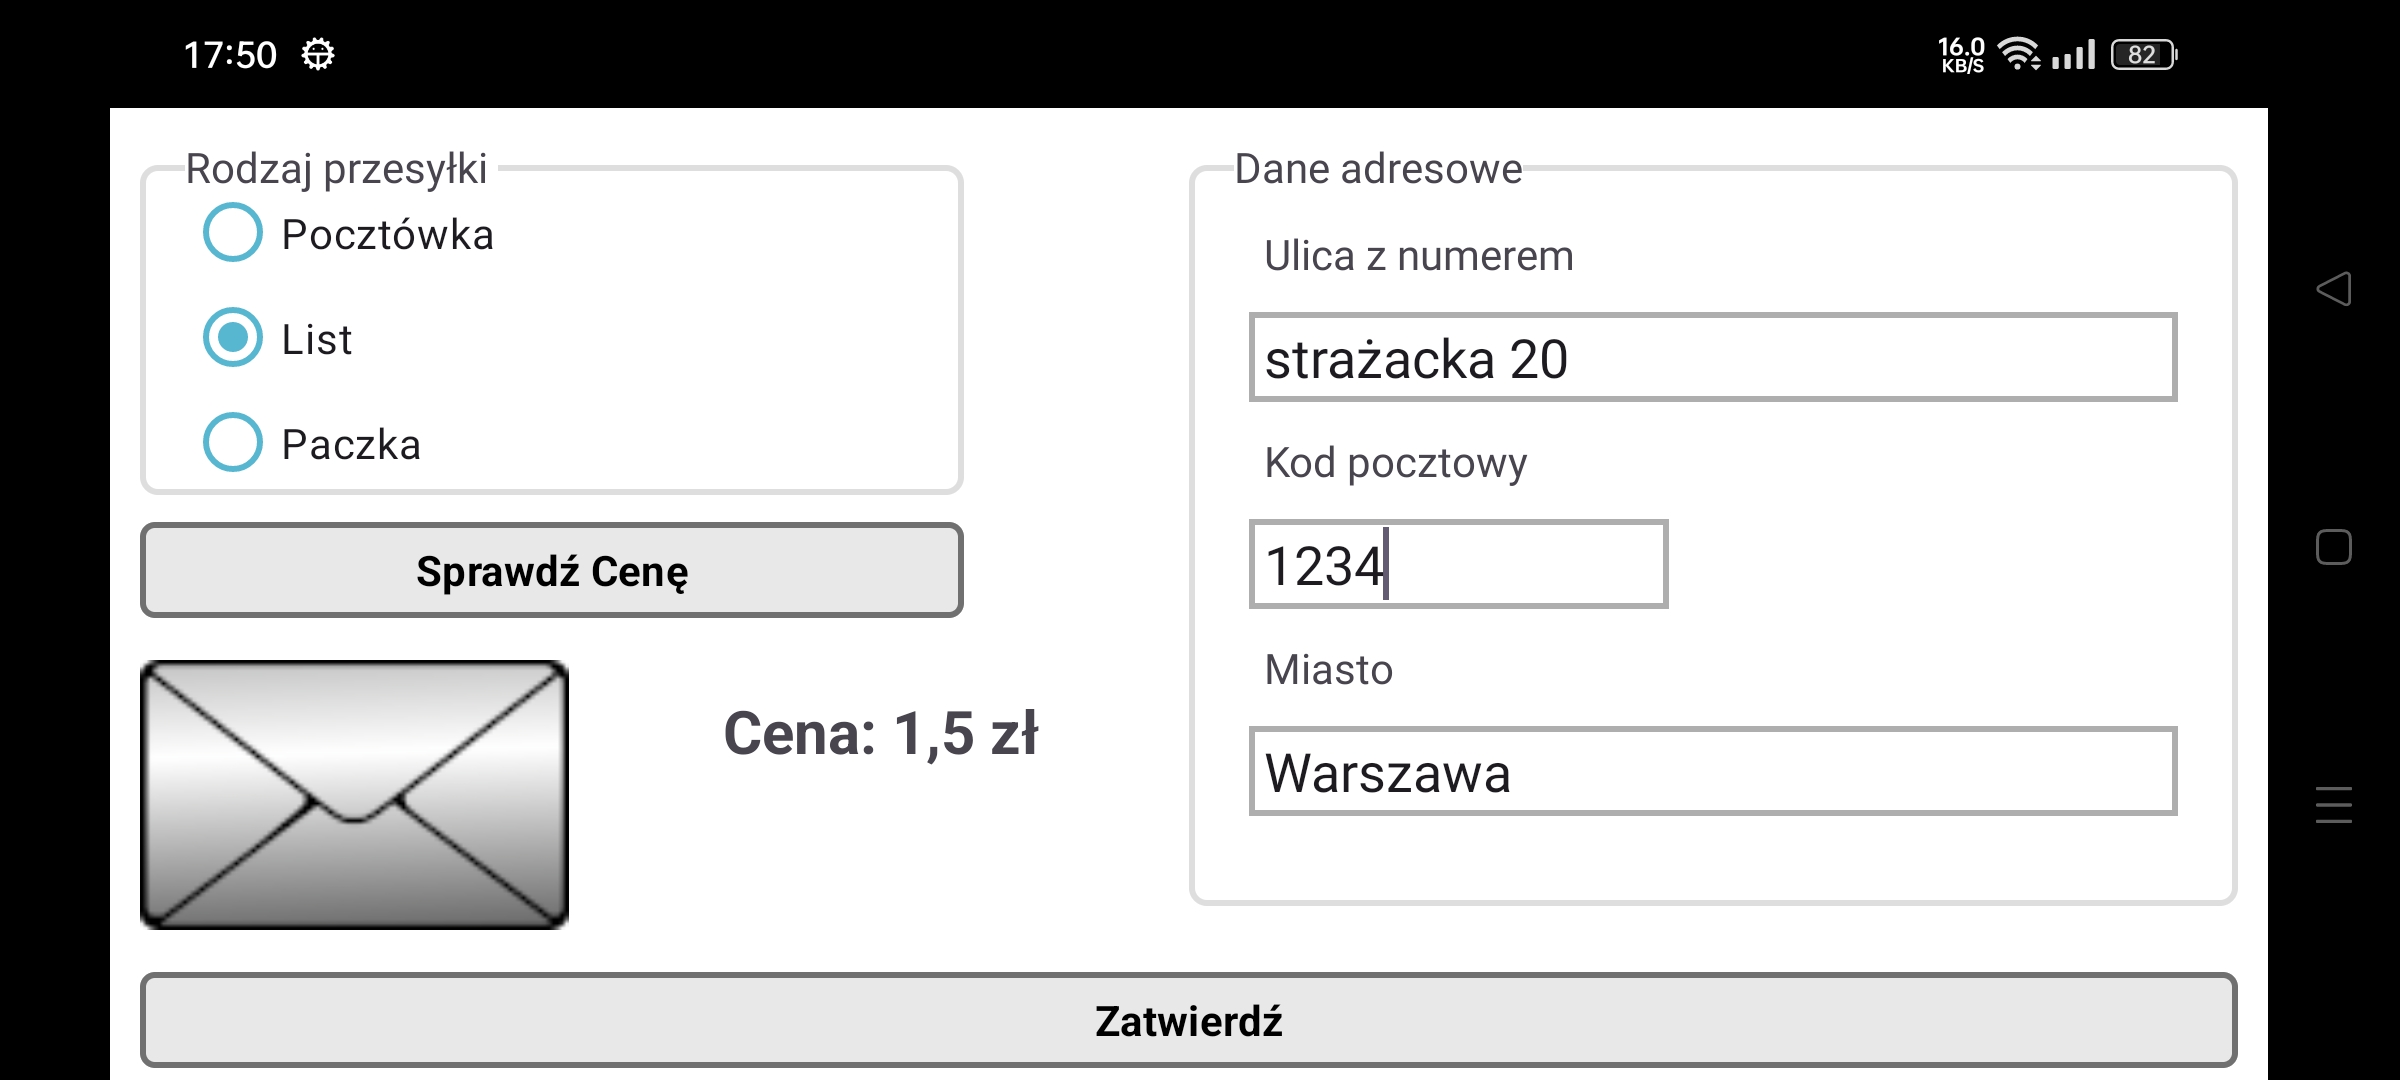 17:50
16.0
KB/S
82
Rodzaj przesyłki
Pocztówka
List
Paczka
Sprawdź Cenę
Cena: 1,5 zł
Dane adresowe
Ulica z numerem
strażacka 20
Kod pocztowy
1234
Miasto
Warszawa
Zatwierdź